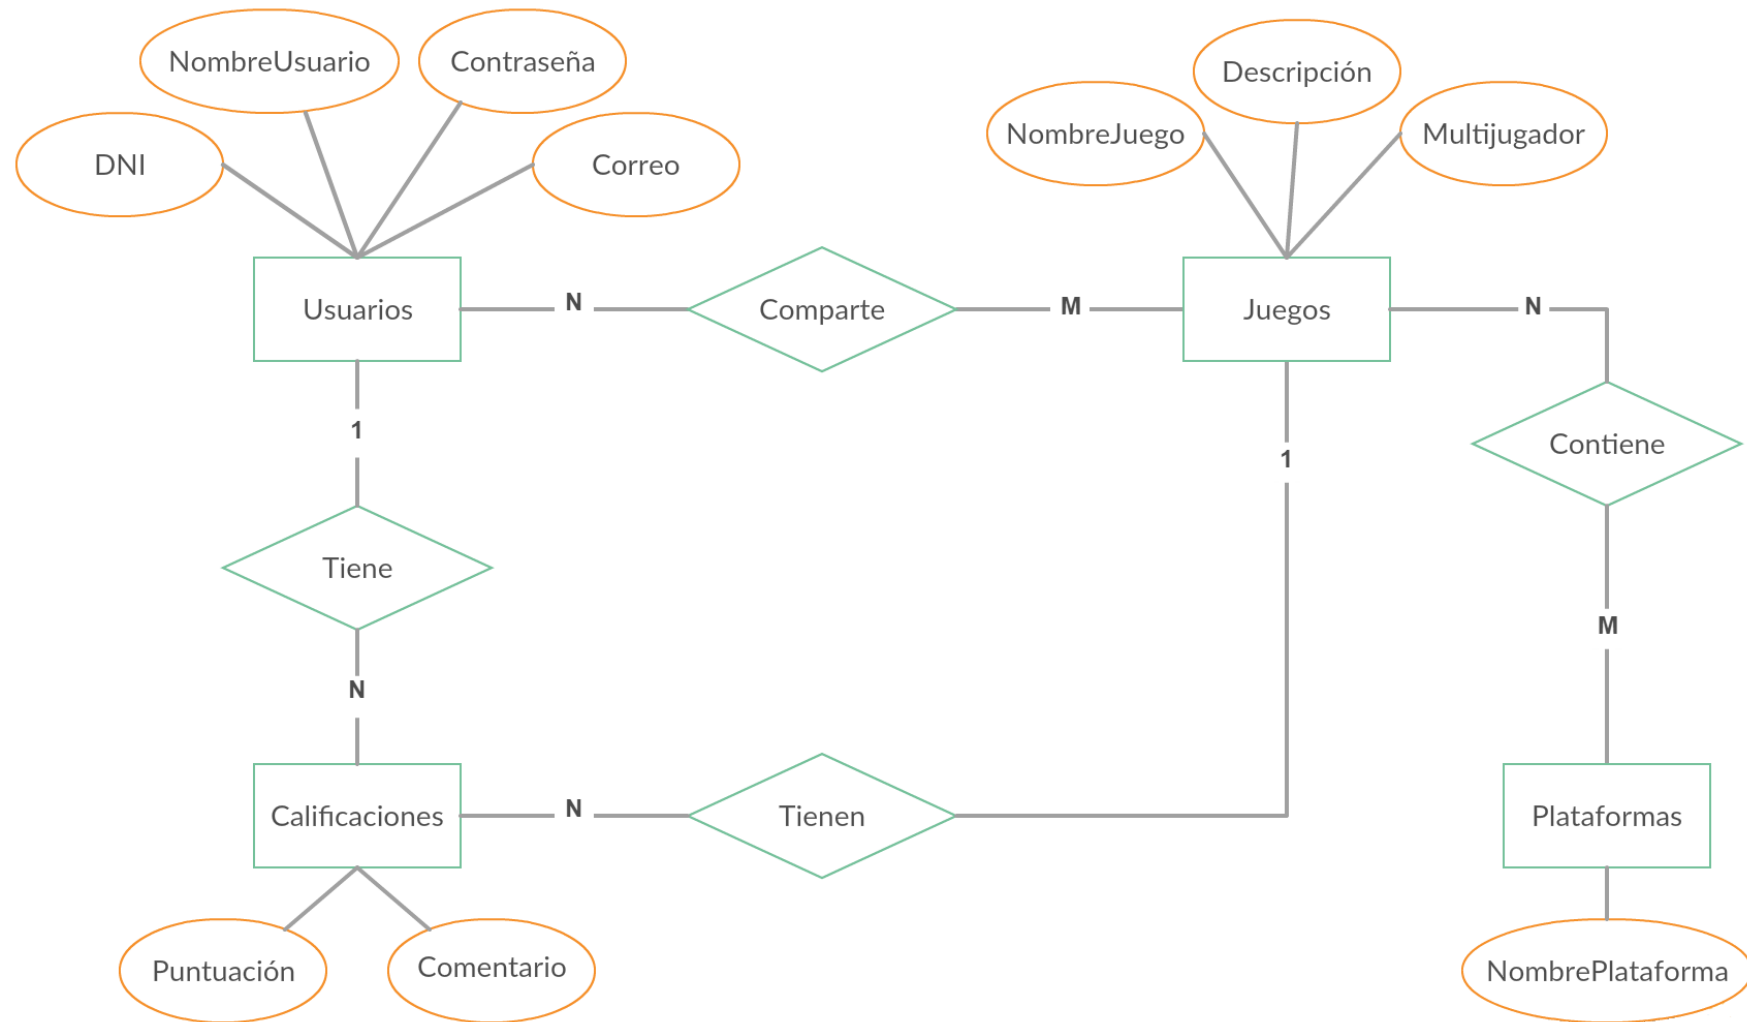 NombreUsuario
Contraseña
Descripción
NombreJuego
Multijugador
DNI
Correo
Usuarios
N
Comparte
M
Juegos
N
1
1
Contiene
Tiene
M
N
Calificaciones
N
Tienen
Plataformas
Puntuación
Comentario
NombrePlataforma